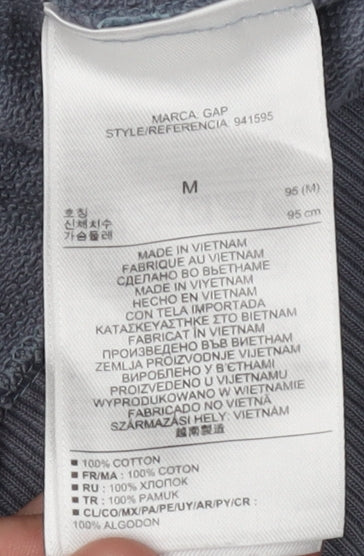 MARCA. GAP
STYLE/REFERENCIA. 941595
M
호칭 95 (M)
신체치수
가슴둘레 95 cm
MADE IN VIETNAM
FABRIQUE AU VIETNAM
СДЕЛАНО ВО ВЬЕТНАМЕ
MADE IN VIYETNAM
HECHO EN VIETNAM
CON TELA IMPORTADA
ΚΑΤΑΣΚΕΥΑΣΤΗΚΕ ΣΤΟ ΒΙΕΤΝΑΜ
FABRICAT ÎN VIETNAM
ПРОИЗВЕДЕНО ВЪВ ВИЕТНАМ
ZEMLJA PROIZVODNJE VIJETNAM
ВИРОБЛЕНО У В'ЄТНАМІ
PROIZVEDENO U VIJETNAMU
WYPRODUKOWANO W WIETNAMIE
FABRICADO NO VIETNÃ
SZÁRMAZÁSI HELY: VIETNÁM
越南製造
■ 100% COTTON
■ FR/MA : 100% COTON
■ RU : 100% ХЛОПОК
■ TR : 100% PAMUK
■ CL/CO/MX/PA/PE/UY/AR/PY/CR :
100% ALGODON